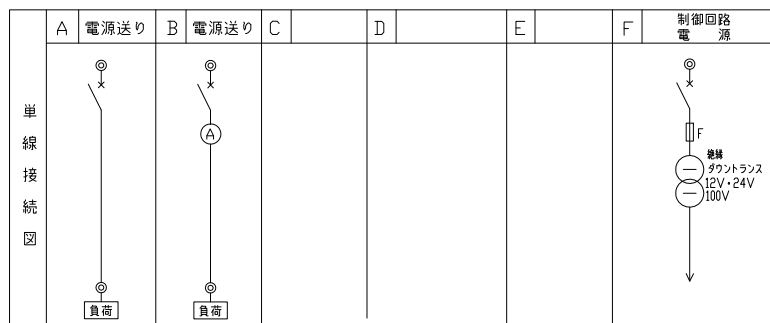 A 電源送り B 電源送り C D E F 制御回路
電 源
単線接続図
A
F
絶縁
ダウントランス
12V・24V
100V
負荷 負荷